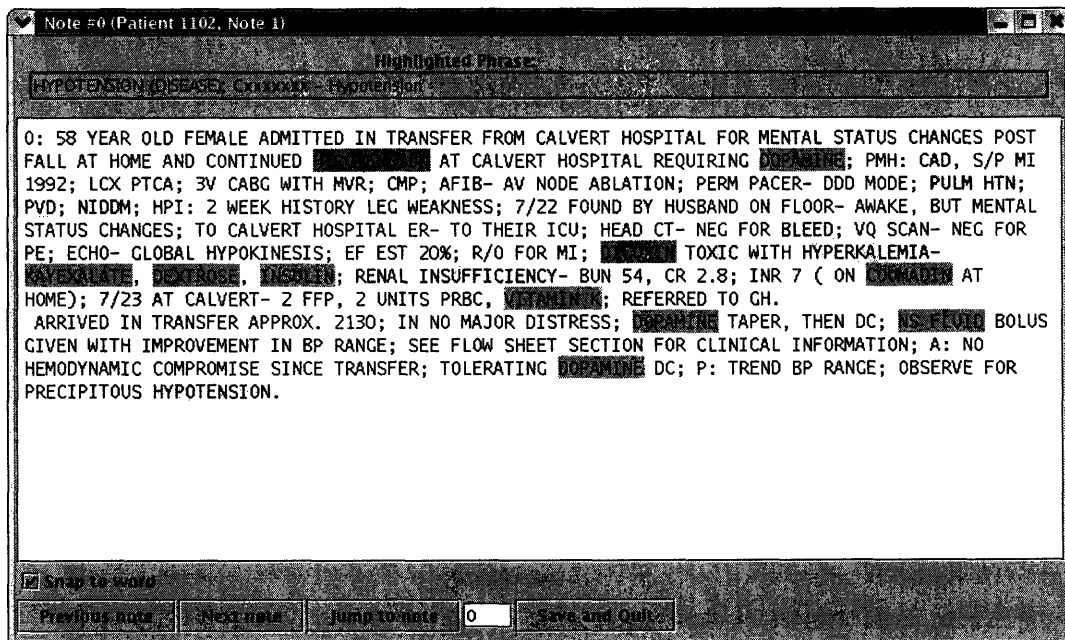 Note #0 (Patient 1102, Note 1)
Highlighted Phrase:
HYPOTENSION (DISEASE): Cxxxxxxx - Hypotension
O: 58 YEAR OLD FEMALE ADMITTED IN TRANSFER FROM CALVERT HOSPITAL FOR MENTAL STATUS CHANGES POST
FALL AT HOME AND CONTINUED AT CALVERT HOSPITAL REQUIRING DOPAMINE; PMH: CAD, S/P MI
1992; LCX PTCA; 3V CABG WITH MVR; CMP; AFIB- AV NODE ABLATION; PERM PACER- DDD MODE; PULM HTN;
PVD; NIDDM; HPI: 2 WEEK HISTORY LEG WEAKNESS; 7/22 FOUND BY HUSBAND ON FLOOR- AWAKE, BUT MENTAL
STATUS CHANGES; TO CALVERT HOSPITAL ER- TO THEIR ICU; HEAD CT- NEG FOR BLEED; VQ SCAN- NEG FOR
PE; ECHO- GLOBAL HYPOKINESIS; EF EST 20%; R/O FOR MI; DIGOXIN TOXIC WITH HYPERKALEMIA-
KAYEXALATE, DEXTROSE, INSULIN; RENAL INSUFFICIENCY- BUN 54, CR 2.8; INR 7 ( ON COUMADIN AT
HOME); 7/23 AT CALVERT- 2 FFP, 2 UNITS PRBC, VITAMIN K; REFERRED TO GH.
ARRIVED IN TRANSFER APPROX. 2130; IN NO MAJOR DISTRESS; DOPAMINE TAPER, THEN DC; NS FLUID BOLUS
GIVEN WITH IMPROVEMENT IN BP RANGE; SEE FLOW SHEET SECTION FOR CLINICAL INFORMATION; A: NO
HEMODYNAMIC COMPROMISE SINCE TRANSFER; TOLERATING DOPAMINE DC; P: TREND BP RANGE; OBSERVE FOR
PRECIPITOUS HYPOTENSION.
Snap to word
Previous note Next note Jump to note 0 Save and Quit